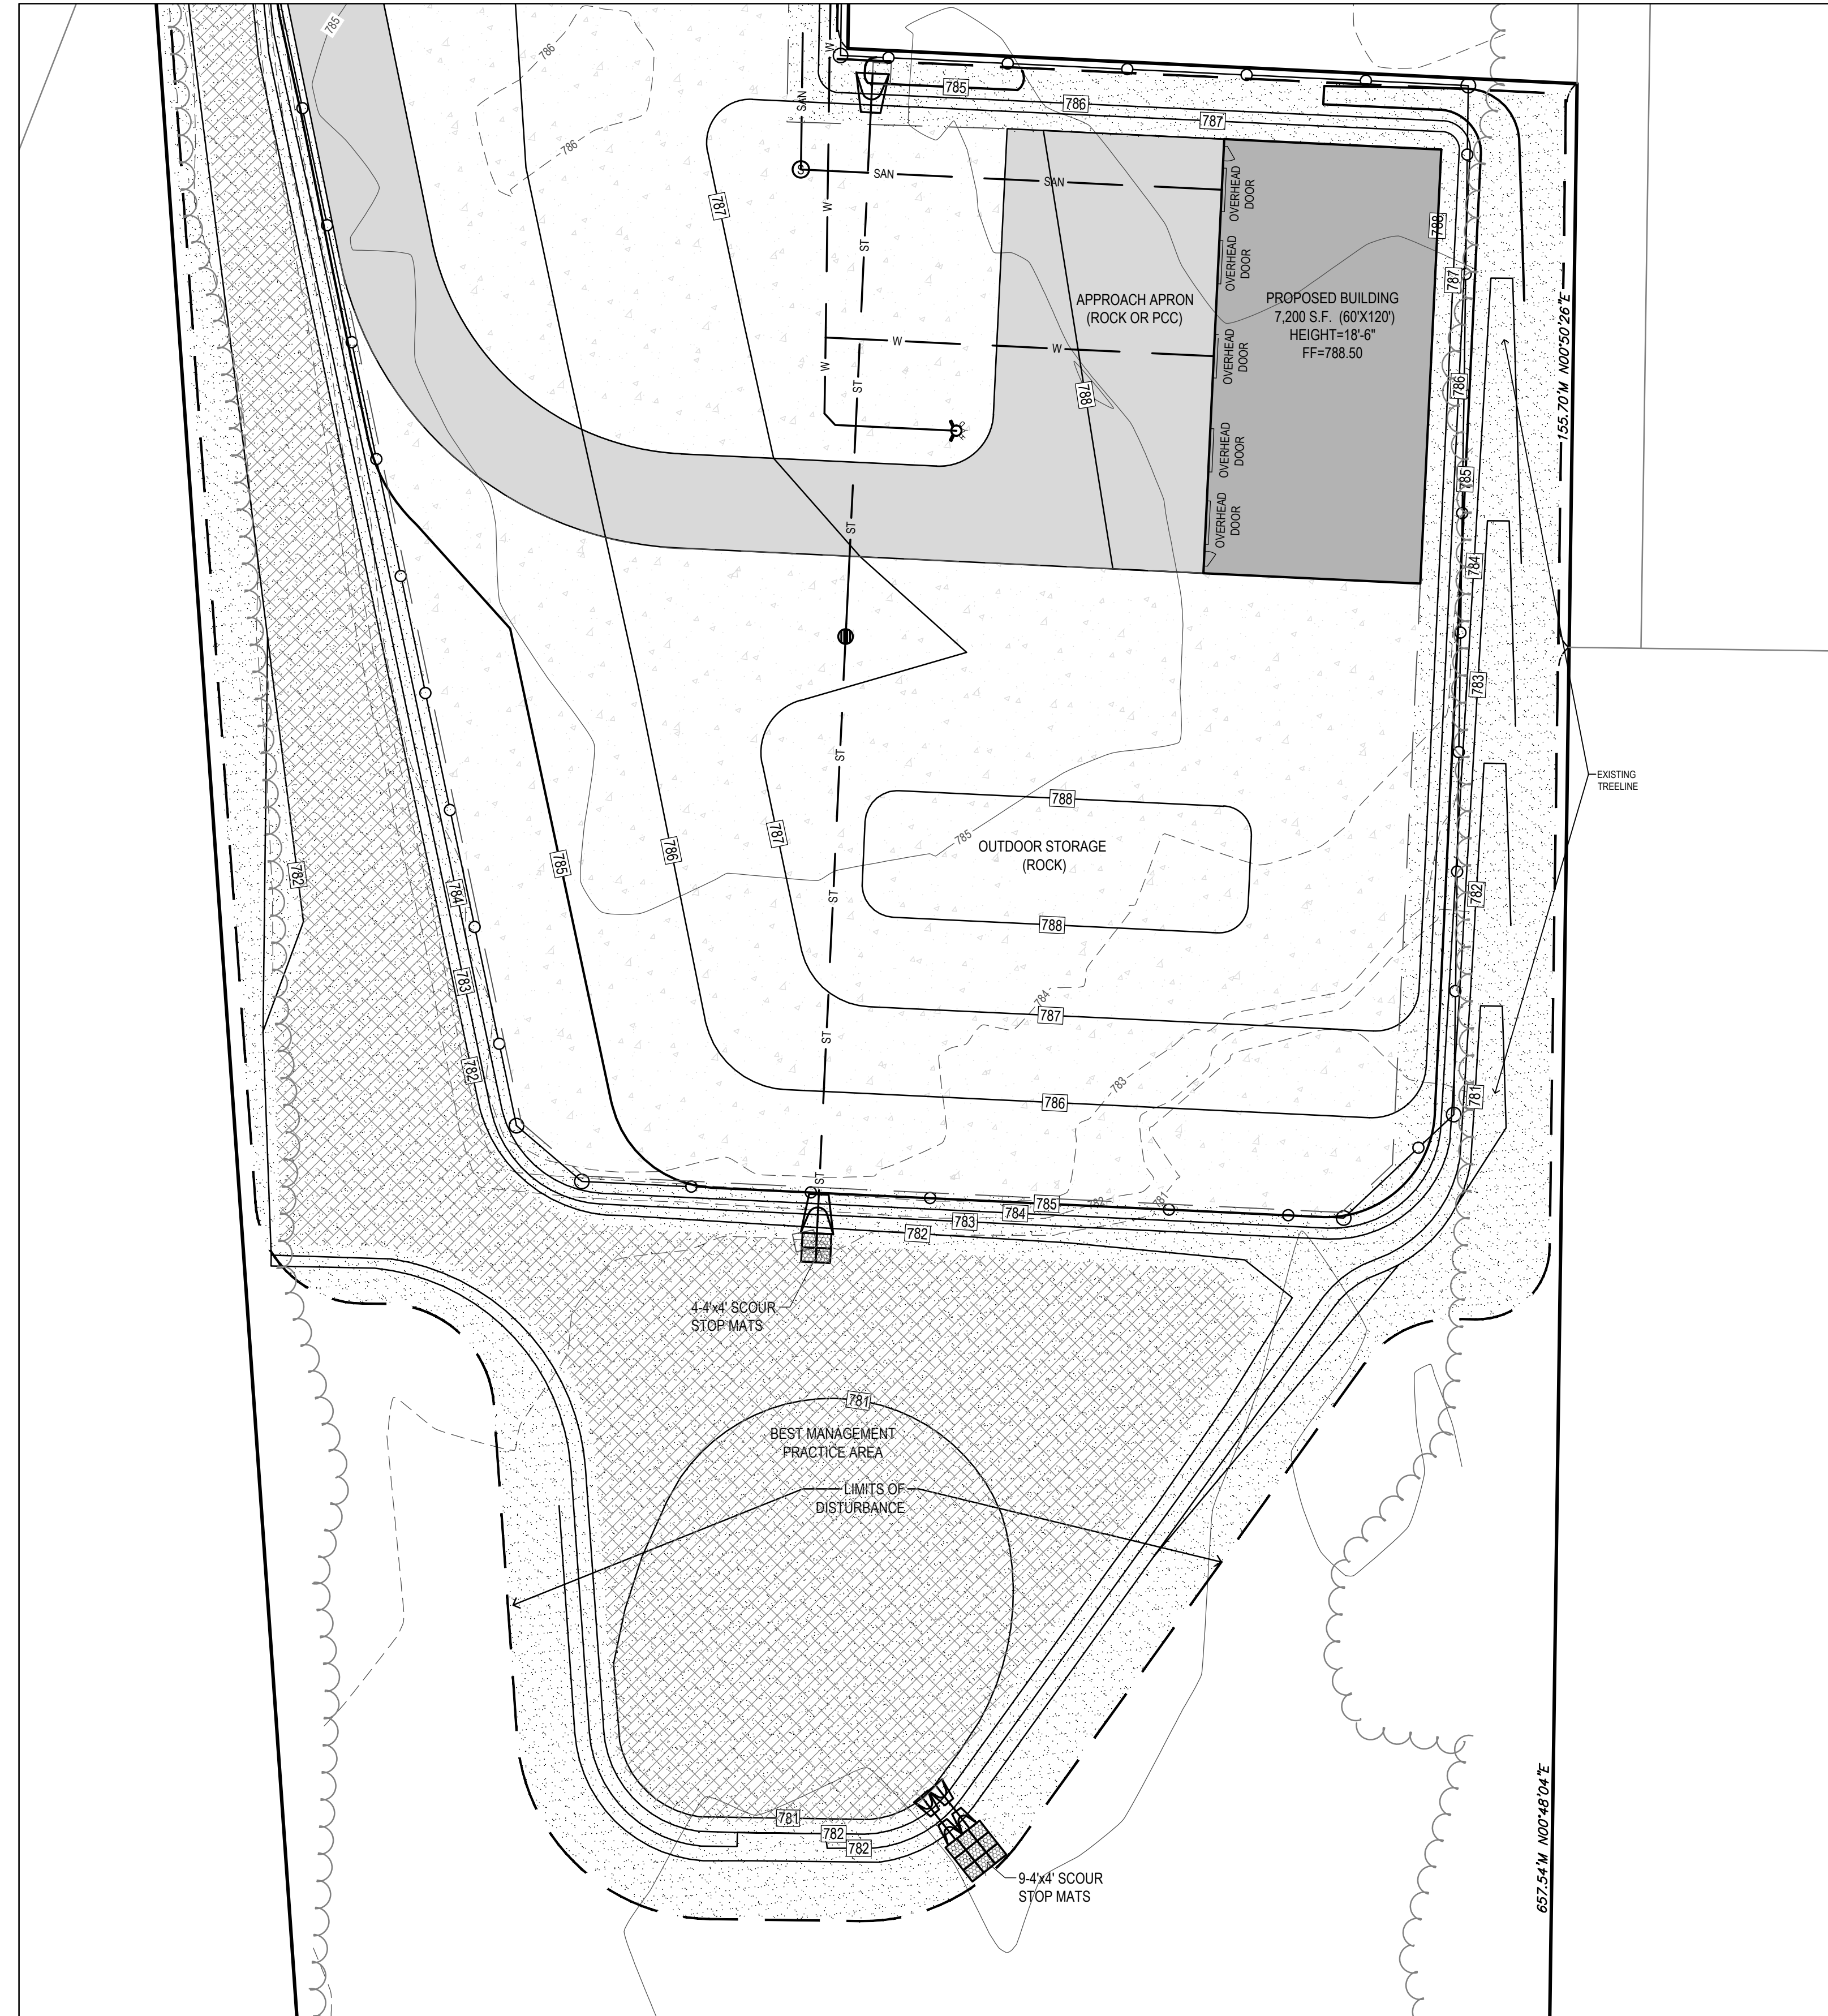 785
786
786
W
SAN
785
786
787
S
SAN
SAN
787
W
ST
OVERHEAD
DOOR
788
OVERHEAD
DOOR
787
APPROACH APRON
(ROCK OR PCC)
PROPOSED BUILDING
7,200 S.F. (60'X120')
HEIGHT=18'-6"
FF=788.50
155.70'M N00°50'26"E
W
W
W
ST
OVERHEAD
DOOR
788
786
HYD
OVERHEAD
DOOR
785
ST
OVERHEAD
DOOR
784
783
ST
EXISTING
TREELINE
788
787
786
785
785
OUTDOOR STORAGE
(ROCK)
782
784
ST
788
782
783
784
787
ST
782
783
786
781
ST
785
782
781
784
783
782
4-4'x4' SCOUR
STOP MATS
781
BEST MANAGEMENT
PRACTICE AREA
LIMITS OF
DISTURBANCE
781
782
782
9-4'x4' SCOUR
STOP MATS
657.54'M N00°48'04"E